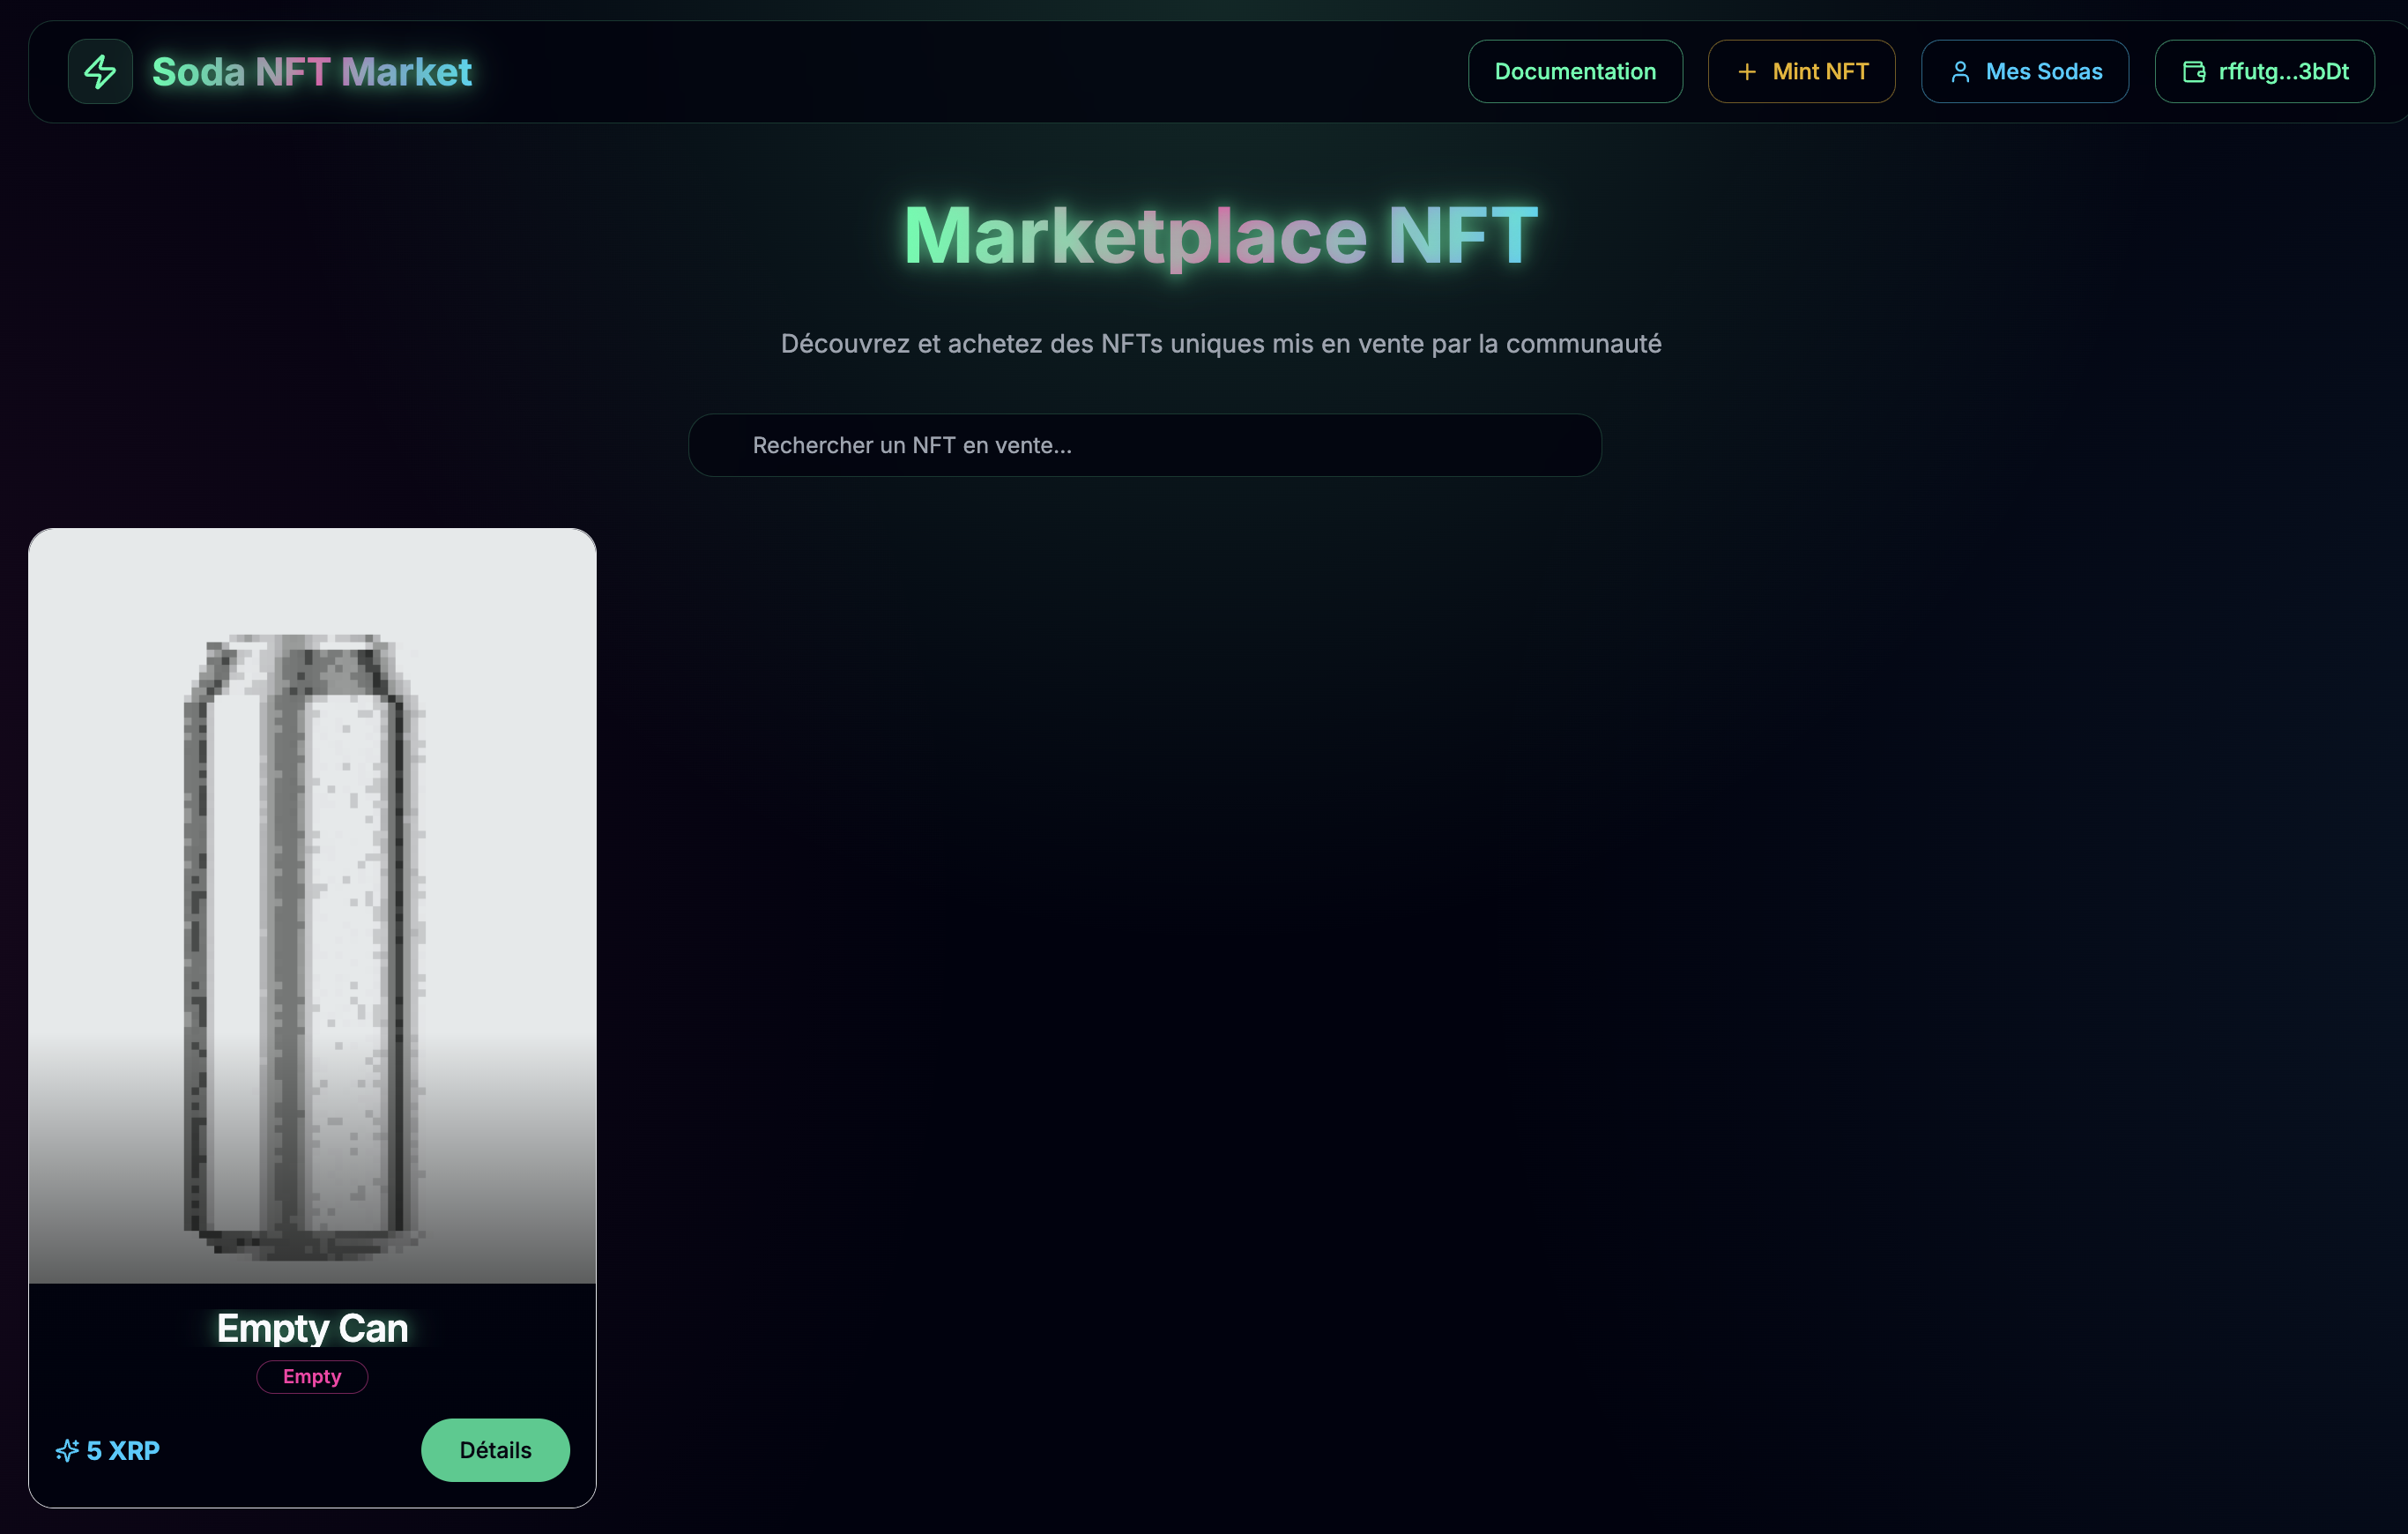 Soda NFT Market
Documentation
Mint NFT
Mes Sodas
rffutg...3bDt
Marketplace NFT
Découvrez et achetez des NFTs uniques mis en vente par la communauté
Rechercher un NFT en vente...
Empty Can
Empty
5 XRP
Détails